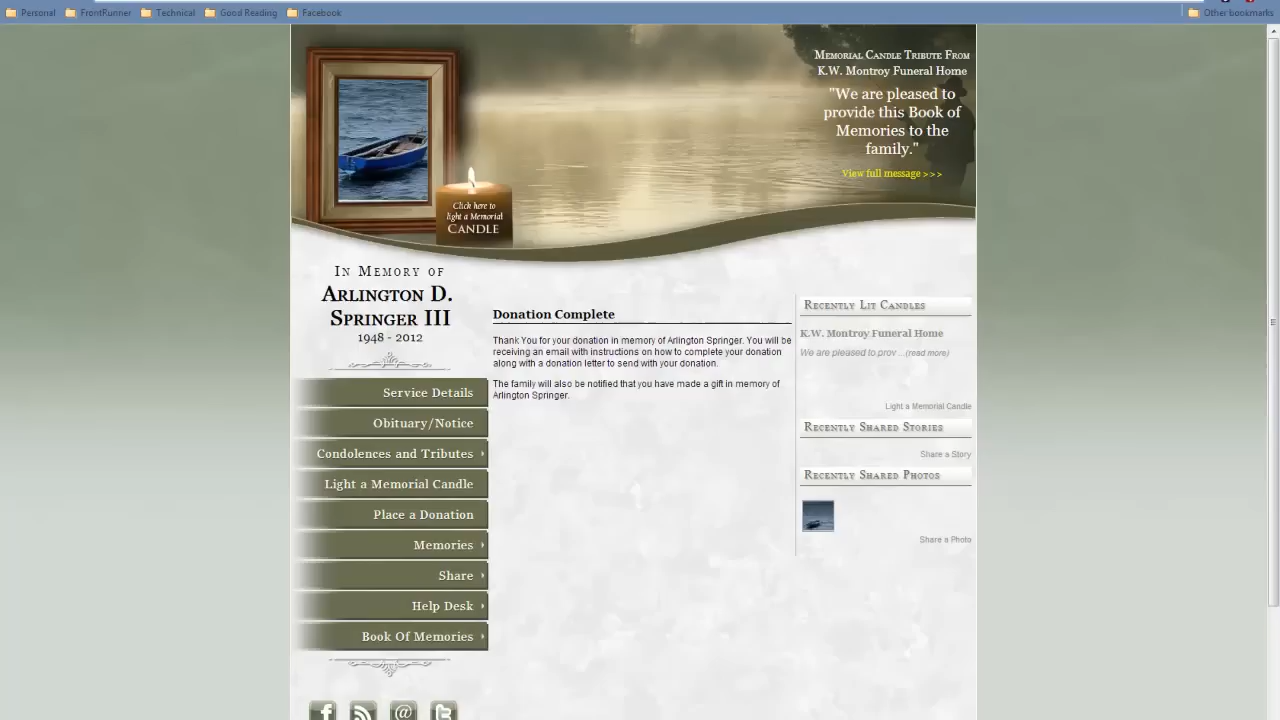 Personal
FrontRunner
Technical
Good Reading
Facebook
Other bookmarks
Memorial Candle Tribute From
K.W. Montroy Funeral Home
"We are pleased to
provide this Book of
Memories to the
family."
View full message >>>
Click here to
light a Memorial
CANDLE
In Memory of
Arlington D.
Springer III
1948 - 2012
Service Details
Obituary/Notice
Condolences and Tributes
Light a Memorial Candle
Place a Donation
Memories
Share
Help Desk
Book Of Memories
Donation Complete
Thank You for your donation in memory of Arlington Springer. You will be
receiving an email with instructions on how to complete your donation
along with a donation letter to send with your donation.
The family will also be notified that you have made a gift in memory of
Arlington Springer.
Recently Lit Candles
K.W. Montroy Funeral Home
We are pleased to prov...(read more)
Light a Memorial Candle
Recently Shared Stories
Share a Story
Recently Shared Photos
Share a Photo